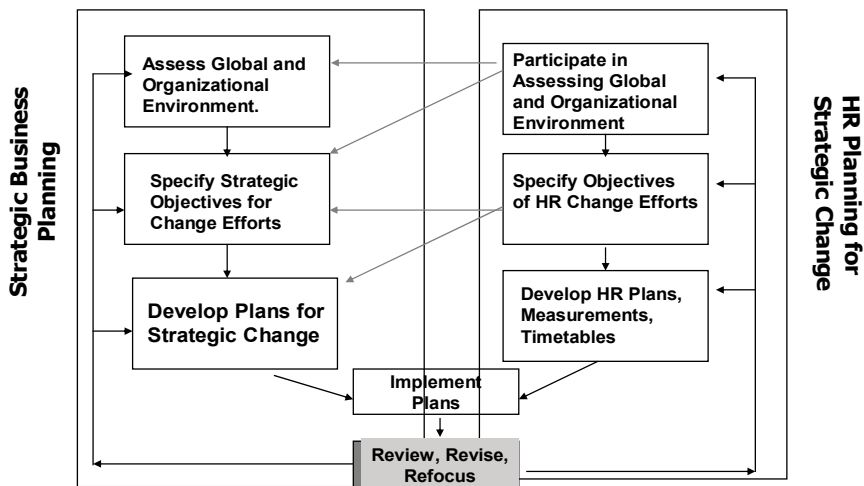 Strategic Business
Planning
Assess Global and
Organizational
Environment.
Specify Strategic
Objectives for
Change Efforts
Develop Plans for
Strategic Change
Participate in
Assessing Global
and Organizational
Environment
Specify Objectives
of HR Change Efforts
Develop HR Plans,
Measurements,
Timetables
HR Planning for
Strategic Change
Implement
Plans
Review, Revise,
Refocus